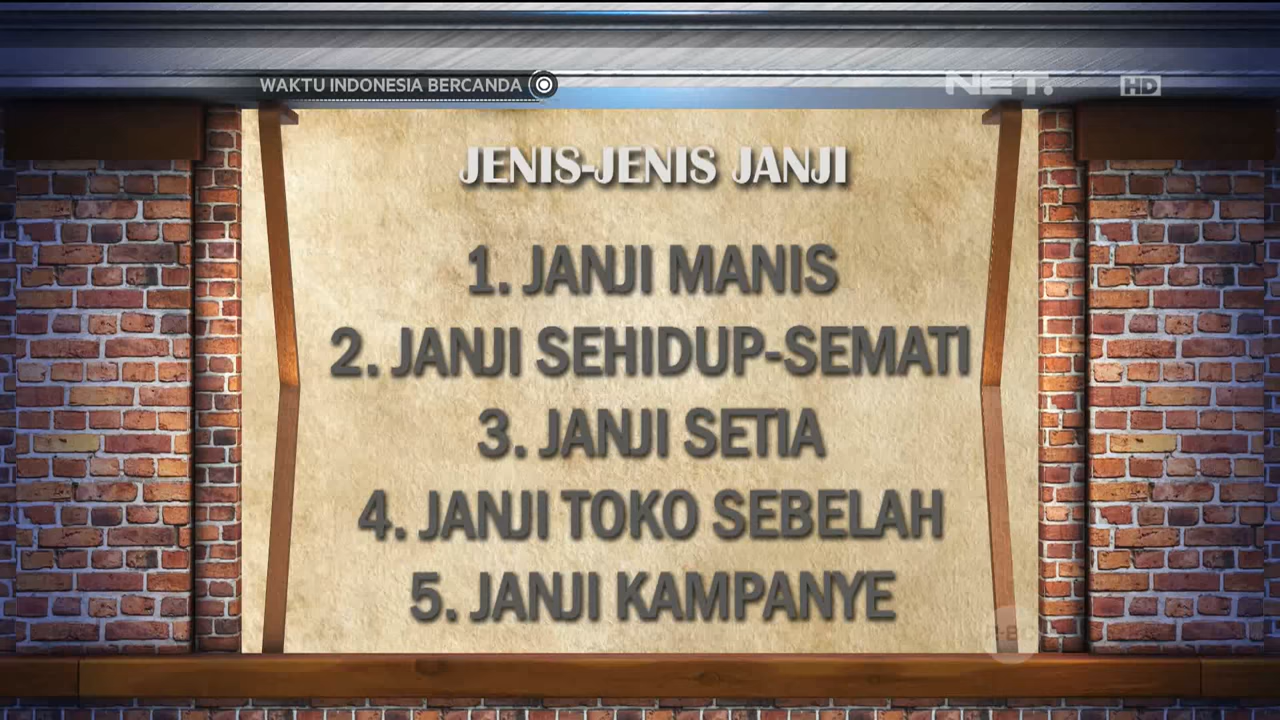 WAKTU INDONESIA BERCANDA
NET.
HD
JENIS-JENIS JANJI
1. JANJI MANIS
2. JANJI SEHIDUP-SEMATI
3. JANJI SETIA
4. JANJI TOKO SEBELAH
5. JANJI KAMPANYE